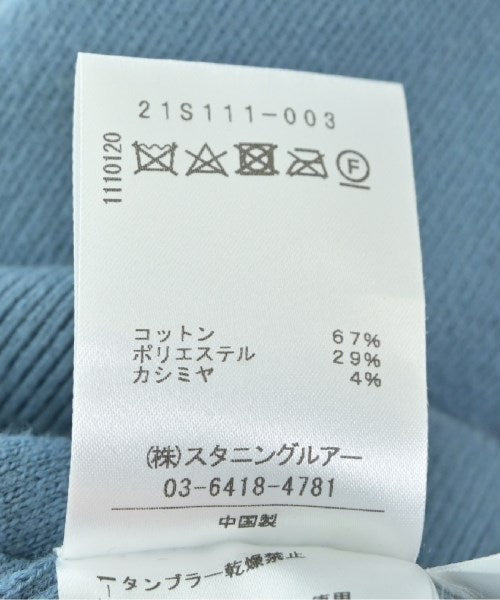 21S111-003
1110120
F
コットン 67%
ポリエステル 29%
カシミヤ 4%
(株)スタニングルアー
03-6418-4781
中国製
タンブラー乾燥禁止